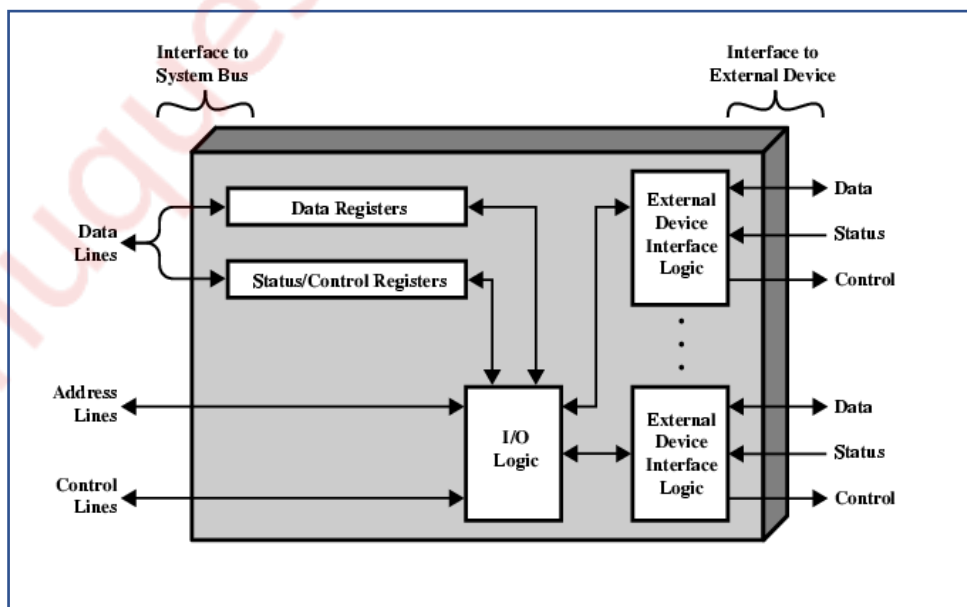 Interface to
System Bus
Interface to
External Device
Data Registers
Data
Lines
Status/Control Registers
External
Device
Interface
Logic
Data
Status
Control
Address
Lines
I/O
Logic
Control
Lines
External
Device
Interface
Logic
Data
Status
Control